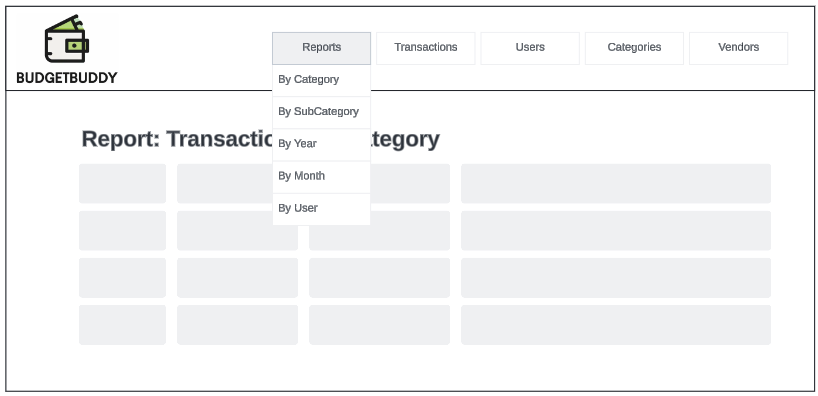 BUDGETBUDDY
Reports Transactions Users Categories Vendors
By Category
By SubCategory
Report: Transactio tegory
By Year
By Month
By User